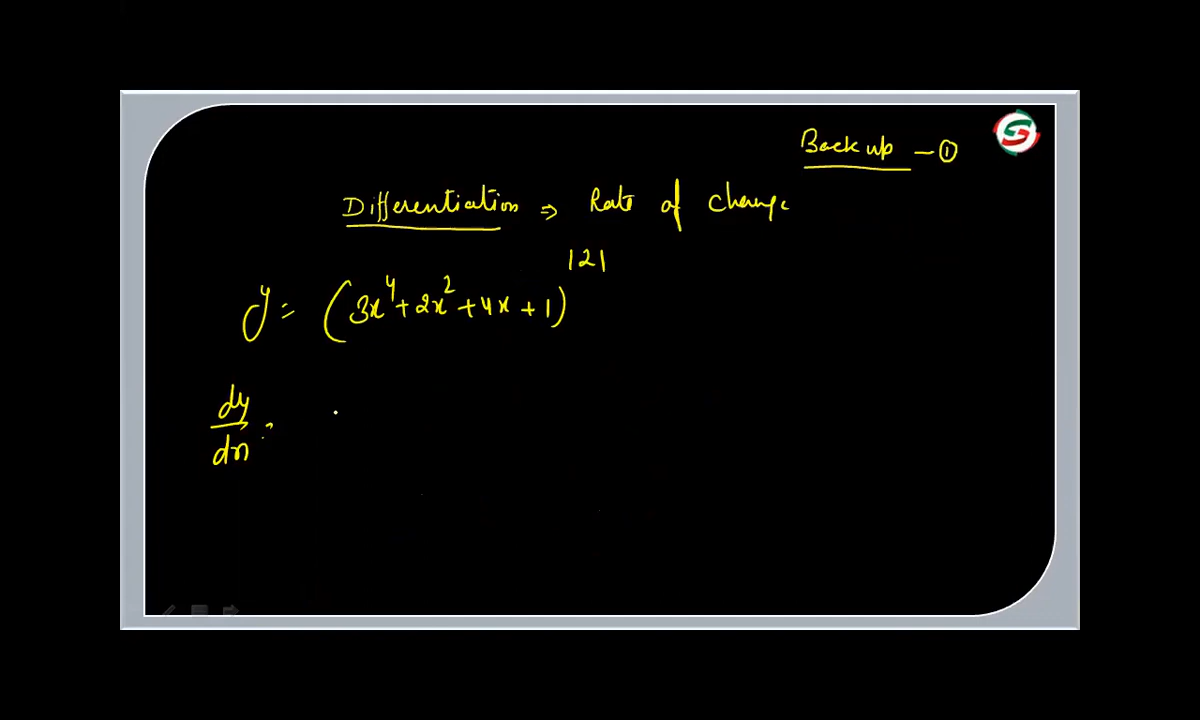 Back up - ①
Differentiation ⇒ Rate of change
y = (3x⁴+2x²+4x+1)¹²¹
dy/dx =